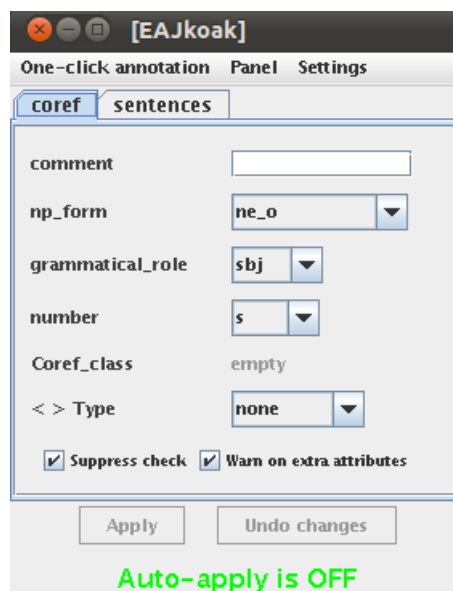 [EAJkoak]
One-click annotation Panel Settings
coref sentences
comment
np_form ne_o
grammatical_role sbj
number s
Coref_class empty
< > Type none
Suppress check Warn on extra attributes
Apply Undo changes
Auto-apply is OFF